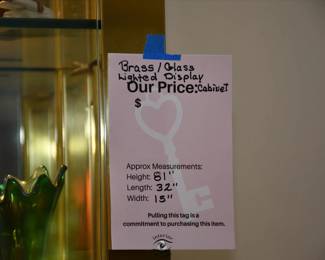 Brass/Glass
Lighted Display
Our Price: Cabinet
$
Approx Measurements:
Height: 81"
Length: 32"
Width: 15"
Pulling this tag is a
commitment to purchasing this item.